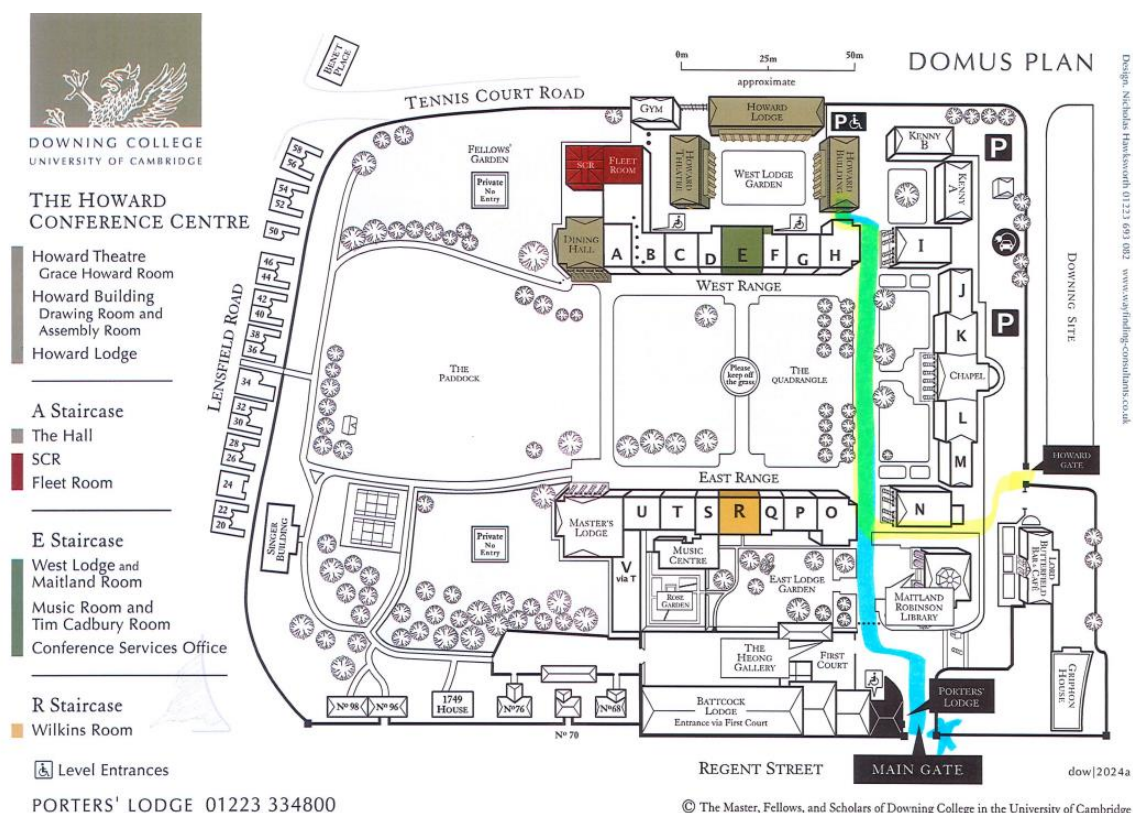 DOWNING COLLEGE
UNIVERSITY OF CAMBRIDGE
THE HOWARD
CONFERENCE CENTRE
Howard Theatre
Grace Howard Room
Howard Building
Drawing Room and
Assembly Room
Howard Lodge
A Staircase
The Hall
SCR
Fleet Room
E Staircase
West Lodge and
Maitland Room
Music Room and
Tim Cadbury Room
Conference Services Office
R Staircase
Wilkins Room
Level Entrances
PORTERS' LODGE 01223 334800
DOMUS PLAN
0m 25m 50m
approximate
BENET
PLACE
TENNIS COURT ROAD
GYM
HOWARD
LODGE
P
KENNY
B
P
KENNY
A
FELLOWS'
GARDEN
Private
No
Entry
SCR
FLEET
ROOM
HOWARD
THEATRE
WEST LODGE
GARDEN
HOWARD
BUILDING
DINING
HALL
A
B
C
D
E
F
G
H
I
WEST RANGE
J
K
CHAPEL
L
M
P
DOWNING SITE
58
56
54
52
50
46
44
42
40
38
36
34
32
30
28
26
24
22
20
LENSFIELD ROAD
THE
PADDOCK
Please
keep off
the grass
THE
QUADRANGLE
HOWARD
GATE
EAST RANGE
SINGER
BUILDING
Private
No
Entry
MASTER'S
LODGE
U
T
S
R
Q
P
O
N
V
via T
MUSIC
CENTRE
ROSE
GARDEN
EAST LODGE
GARDEN
MAITLAND
ROBINSON
LIBRARY
LORD
BUTTERFIELD
BAR & CAFÉ
GRIPHON
HOUSE
THE
HEONG
GALLERY
FIRST
COURT
BATTCOCK
LODGE
Entrance via First Court
PORTERS'
LODGE
Nº 98
Nº 96
1749
HOUSE
Nº76
Nº 70
Nº68
REGENT STREET
MAIN GATE
dow|2024a
© The Master, Fellows, and Scholars of Downing College in the University of Cambridge
Design. Nicholas Hawksworth 01223 693 082 www.wayfinding-consultants.co.uk